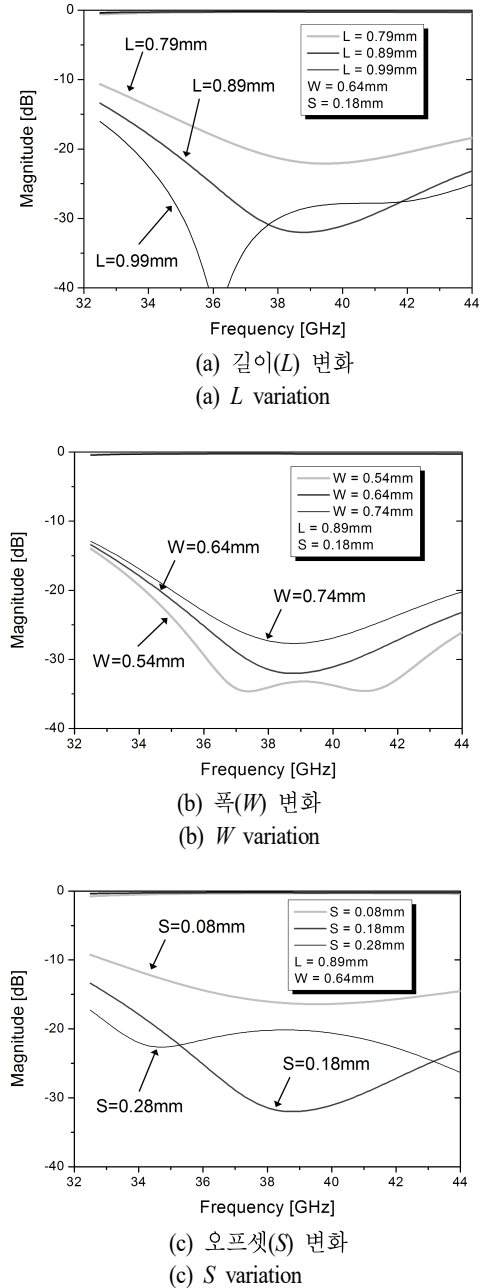 0
-10
-20
-30
-40
Magnitude [dB]
L = 0.79mm
L = 0.89mm
L = 0.99mm
W = 0.64mm
S = 0.18mm
L=0.79mm
L=0.89mm
L=0.99mm
32 34 36 38 40 42 44
Frequency [GHz]
(a) 길이(L) 변화
(a) L variation
0
-10
-20
-30
-40
Magnitude [dB]
W = 0.54mm
W = 0.64mm
W = 0.74mm
L = 0.89mm
S = 0.18mm
W=0.64mm
W=0.74mm
W=0.54mm
32 34 36 38 40 42 44
Frequency [GHz]
(b) 폭(W) 변화
(b) W variation
0
-10
-20
-30
-40
Magnitude [dB]
S = 0.08mm
S = 0.18mm
S = 0.28mm
L = 0.89mm
W = 0.64mm
S=0.08mm
S=0.18mm
S=0.28mm
32 34 36 38 40 42 44
Frequency [GHz]
(c) 오프셋(S) 변화
(c) S variation